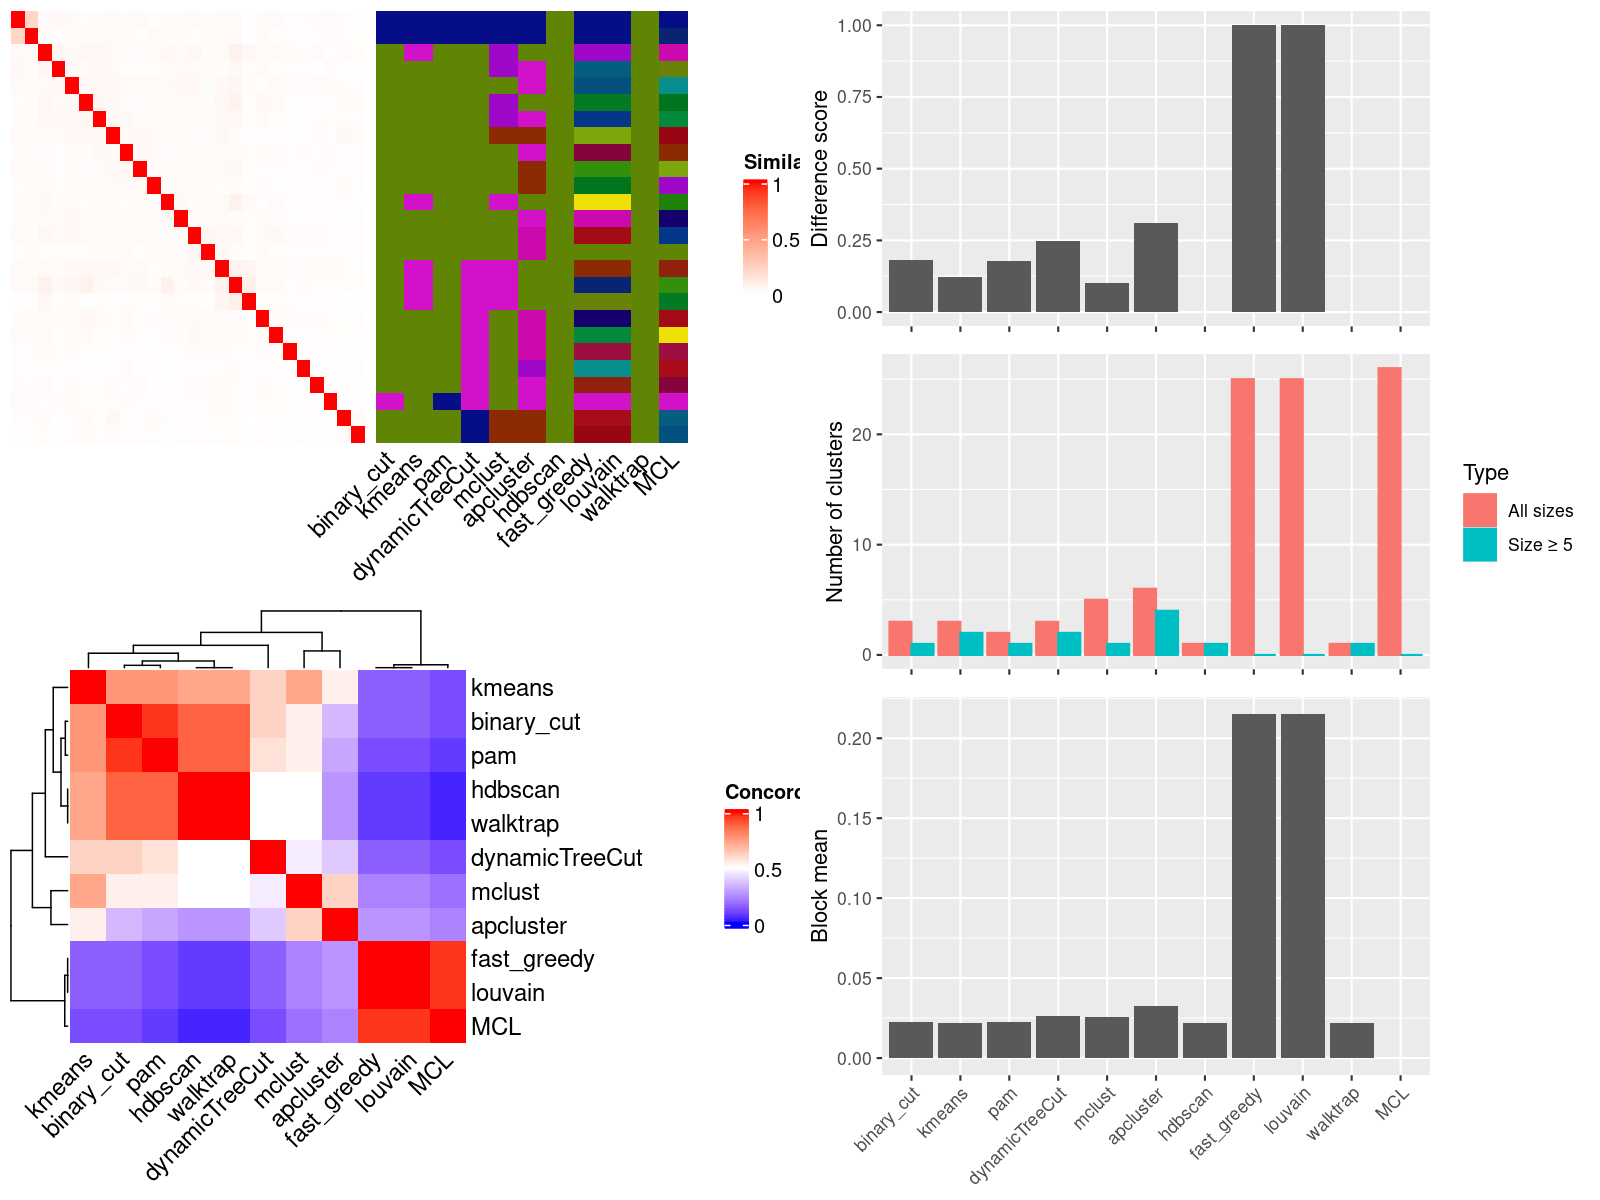 Simila
1
0.5
0
binary_cut
kmeans
pam
dynamicTreeCut
mclust
apcluster
hdbscan
fast_greedy
louvain
walktrap
MCL
kmeans
binary_cut
pam
hdbscan
walktrap
dynamicTreeCut
mclust
apcluster
fast_greedy
louvain
MCL
Concord
1
0.5
0
kmeans
binary_cut
pam
hdbscan
walktrap
dynamicTreeCut
mclust
apcluster
fast_greedy
louvain
MCL
Difference score
1.00
0.75
0.50
0.25
0.00
Number of clusters
20
10
0
Type
All sizes
Size ≥ 5
Block mean
0.20
0.15
0.10
0.05
0.00
binary_cut
kmeans
pam
dynamicTreeCut
mclust
apcluster
hdbscan
fast_greedy
louvain
walktrap
MCL